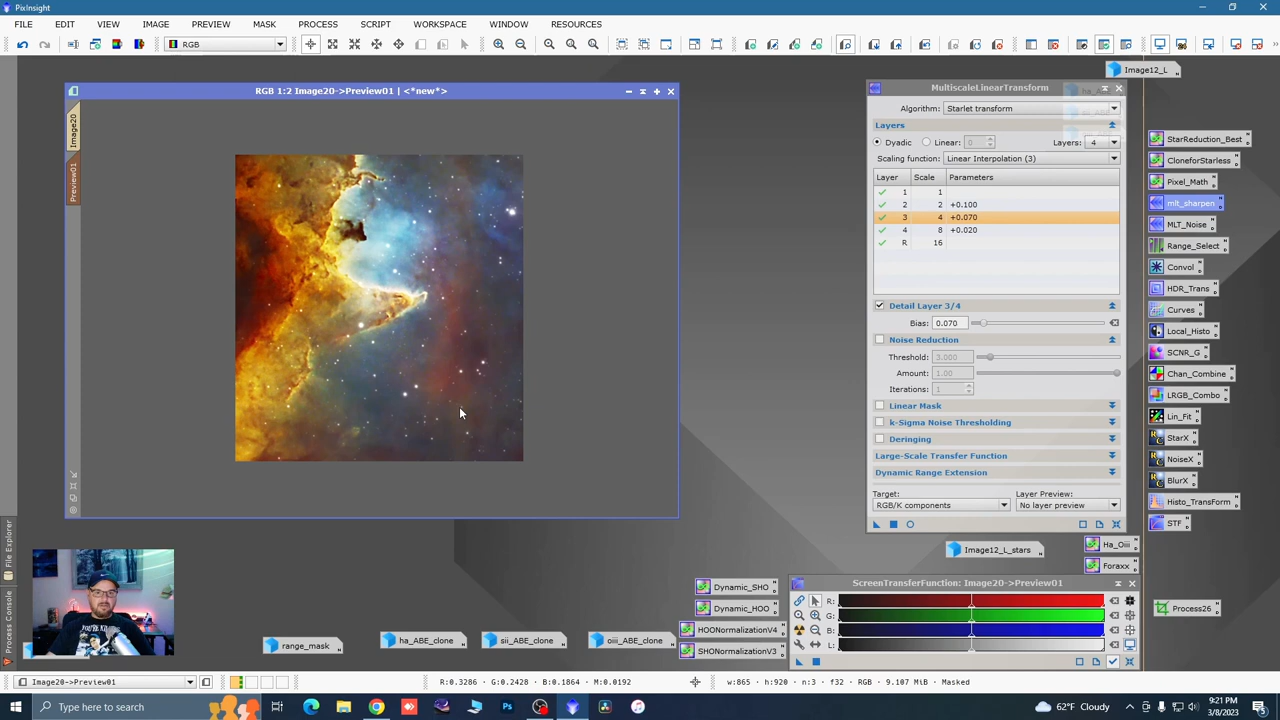 PixInsight
FILE EDIT VIEW IMAGE PREVIEW MASK PROCESS SCRIPT WORKSPACE WINDOW RESOURCES
RGB
Image12_L
RGB 1:2 Image20->Preview01 | <*new*>
Image20
Preview01
MultiscaleLinearTransform
Algorithm: Starlet transform
Layers
Dyadic Linear: 0 Layers: 4
Scaling function: Linear Interpolation (3)
Layer Scale Parameters
1 1
2 2 +0.100
3 4 +0.070
4 8 +0.020
R 16
Detail Layer 3/4
Bias: 0.070
Noise Reduction
Threshold: 3.000
Amount: 1.00
Iterations: 1
Linear Mask
k-Sigma Noise Thresholding
Deringing
Large-Scale Transfer Function
Dynamic Range Extension
Target: Layer Preview:
RGB/K components No layer preview
StarReduction_Best
CloneforStarless
Pixel_Math
mlt_sharpen
MLT_Noise
Range_Select
Convol
HDR_Trans
Curves
Local_Histo
SCNR_G
Chan_Combine
LRGB_Combo
Lin_Fit
StarX
NoiseX
BlurX
Histo_TransForm
STF
Process26
Image12_L_stars
Ha_Oiii
Foraxx
Dynamic_SHO
Dynamic_HOO
HOONormalizationV4
SHONormalizationV3
ScreenTransferFunction: Image20->Preview01
R:
G:
B:
L:
File Explorer
Process Console
range_mask
ha_ABE_clone
sii_ABE_clone
oiii_ABE_clone
Image20->Preview01
R:0.3286 G:0.2428 B:0.1864 M:0.0192
w:865 h:920 n:3 f32 RGB 9.107 MiB Masked
Type here to search
62°F Cloudy
9:21 PM
3/8/2023